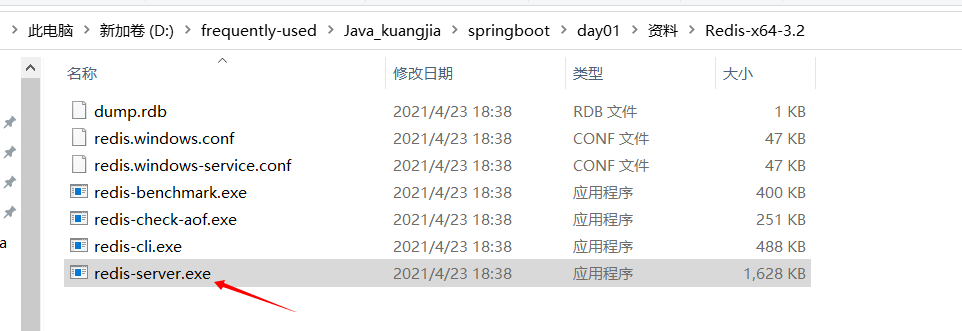 此电脑 > 新加卷 (D:) > frequently-used > Java_kuangjia > springboot > day01 > 资料 > Redis-x64-3.2
名称 修改日期 类型 大小
dump.rdb 2021/4/23 18:38 RDB 文件 1 KB
redis.windows.conf 2021/4/23 18:38 CONF 文件 47 KB
redis.windows-service.conf 2021/4/23 18:38 CONF 文件 47 KB
redis-benchmark.exe 2021/4/23 18:38 应用程序 400 KB
redis-check-aof.exe 2021/4/23 18:38 应用程序 251 KB
a
redis-cli.exe 2021/4/23 18:38 应用程序 488 KB
redis-server.exe 2021/4/23 18:38 应用程序 1,628 KB